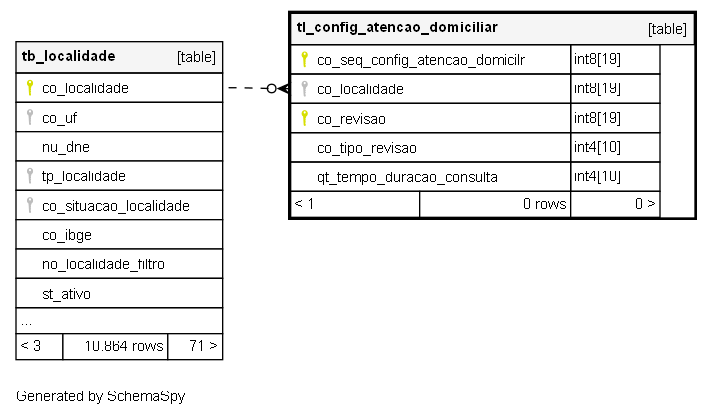 tb_localidade [table]
co_localidade
co_uf
nu_dne
tp_localidade
co_situacao_localidade
co_ibge
no_localidade_filtro
st_ativo
...
< 3 10.864 rows 71 >
tl_config_atencao_domiciliar [table]
co_seq_config_atencao_domicilr int8[19]
co_localidade int8[19]
co_revisao int8[19]
co_tipo_revisao int4[10]
qt_tempo_duracao_consulta int4[10]
< 1 0 rows 0 >
Generated by SchemaSpy